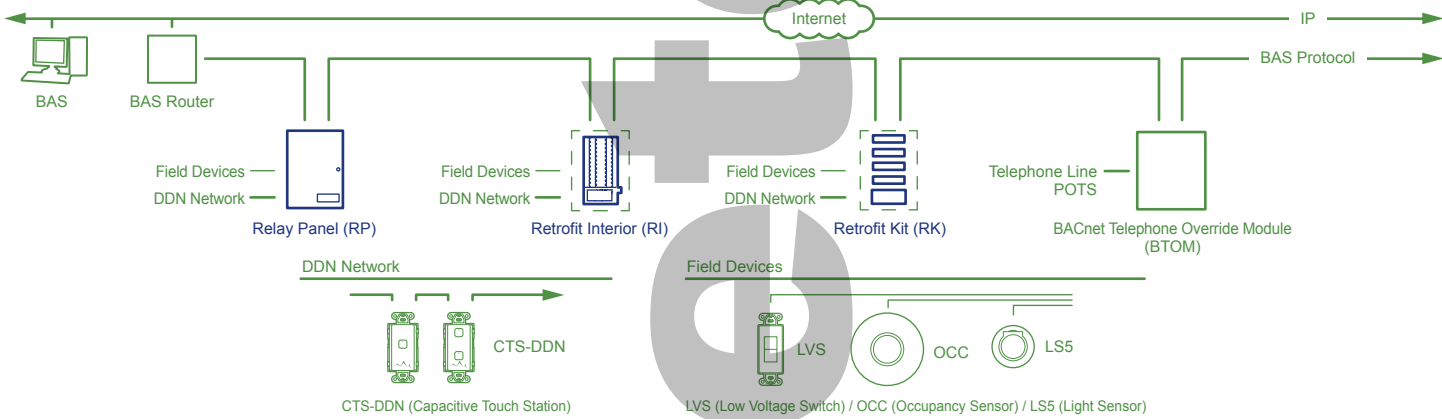 Internet
IP
BAS Protocol
BAS
BAS Router
Field Devices
DDN Network
Relay Panel (RP)
Field Devices
DDN Network
Retrofit Interior (RI)
Field Devices
DDN Network
Retrofit Kit (RK)
Telephone Line
POTS
BACnet Telephone Override Module
(BTOM)
DDN Network
CTS-DDN
CTS-DDN (Capacitive Touch Station)
Field Devices
LVS
OCC
LS5
LVS (Low Voltage Switch) / OCC (Occupancy Sensor) / LS5 (Light Sensor)